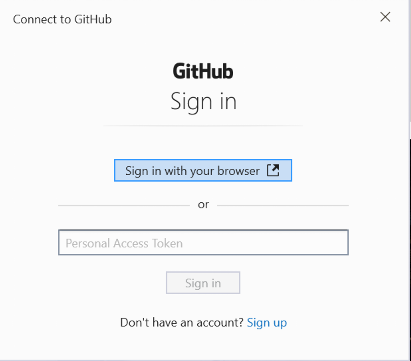 Connect to GitHub
GitHub
Sign in
Sign in with your browser
or
Personal Access Token
Sign in
Don't have an account? Sign up